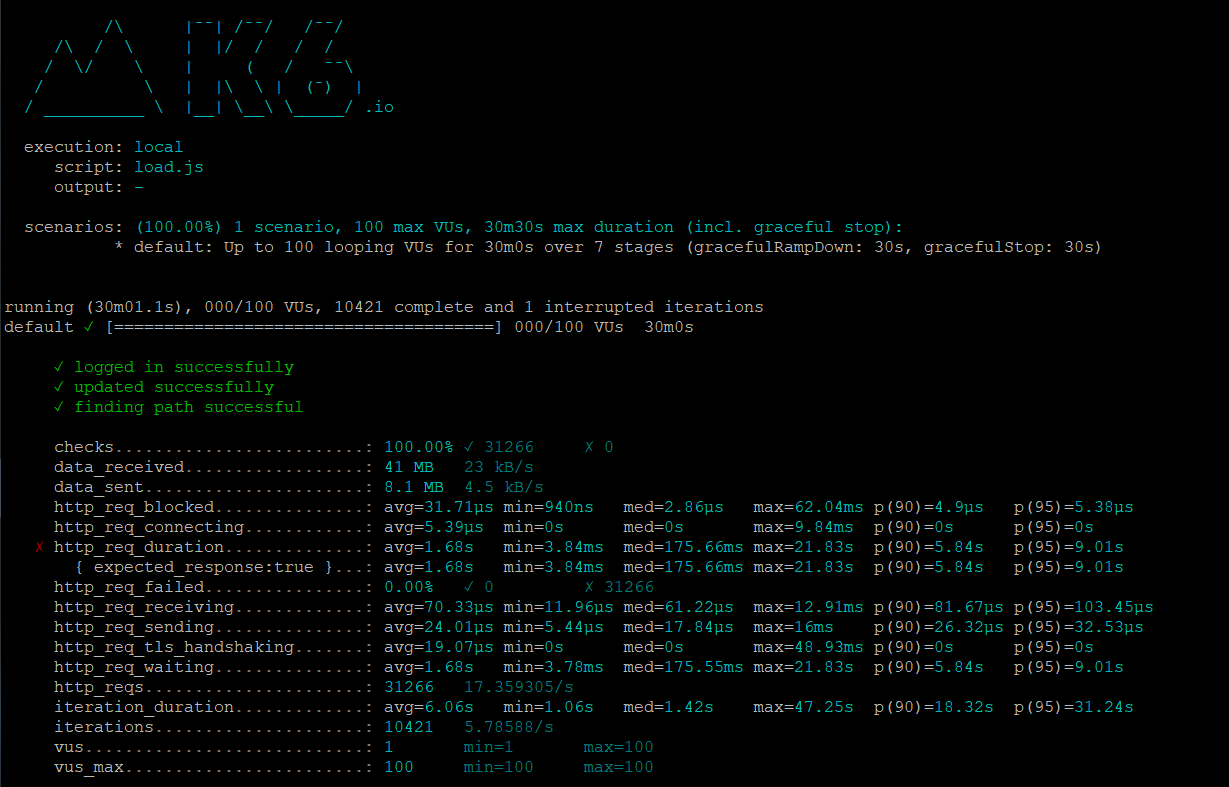 /\      |‾‾| /‾‾/   /‾‾/
     /\  /  \     |  |/  /   /  /
    /  \/    \    |     (   /   ‾‾\
   /          \   |  |\  \ |  (‾)  |
  / __________ \  |__| \__\ \_____/ .io

  execution: local
     script: load.js
     output: -

  scenarios: (100.00%) 1 scenario, 100 max VUs, 30m30s max duration (incl. graceful stop):
           * default: Up to 100 looping VUs for 30m0s over 7 stages (gracefulRampDown: 30s, gracefulStop: 30s)

running (30m01.1s), 000/100 VUs, 10421 complete and 1 interrupted iterations
default ✓ [======================================] 000/100 VUs  30m0s

     ✓ logged in successfully
     ✓ updated successfully
     ✓ finding path successful

     checks.........................: 100.00% ✓ 31266     ✗ 0
     data_received..................: 41 MB   23 kB/s
     data_sent......................: 8.1 MB  4.5 kB/s
     http_req_blocked...............: avg=31.71µs min=940ns   med=2.86µs   max=62.04ms p(90)=4.9µs   p(95)=5.38µs
     http_req_connecting............: avg=5.39µs  min=0s      med=0s       max=9.84ms  p(90)=0s      p(95)=0s
   ✗ http_req_duration..............: avg=1.68s   min=3.84ms  med=175.66ms max=21.83s  p(90)=5.84s   p(95)=9.01s
       { expected_response:true }...: avg=1.68s   min=3.84ms  med=175.66ms max=21.83s  p(90)=5.84s   p(95)=9.01s
     http_req_failed................: 0.00%   ✓ 0         ✗ 31266
     http_req_receiving.............: avg=70.33µs min=11.96µs med=61.22µs  max=12.91ms p(90)=81.67µs p(95)=103.45µs
     http_req_sending...............: avg=24.01µs min=5.44µs  med=17.84µs  max=16ms    p(90)=26.32µs p(95)=32.53µs
     http_req_tls_handshaking.......: avg=19.07µs min=0s      med=0s       max=48.93ms p(90)=0s      p(95)=0s
     http_req_waiting...............: avg=1.68s   min=3.78ms  med=175.55ms max=21.83s  p(90)=5.84s   p(95)=9.01s
     http_reqs......................: 31266   17.359305/s
     iteration_duration.............: avg=6.06s   min=1.06s   med=1.42s    max=47.25s  p(90)=18.32s  p(95)=31.24s
     iterations.....................: 10421   5.78588/s
     vus............................: 1       min=1       max=100
     vus_max........................: 100     min=100     max=100